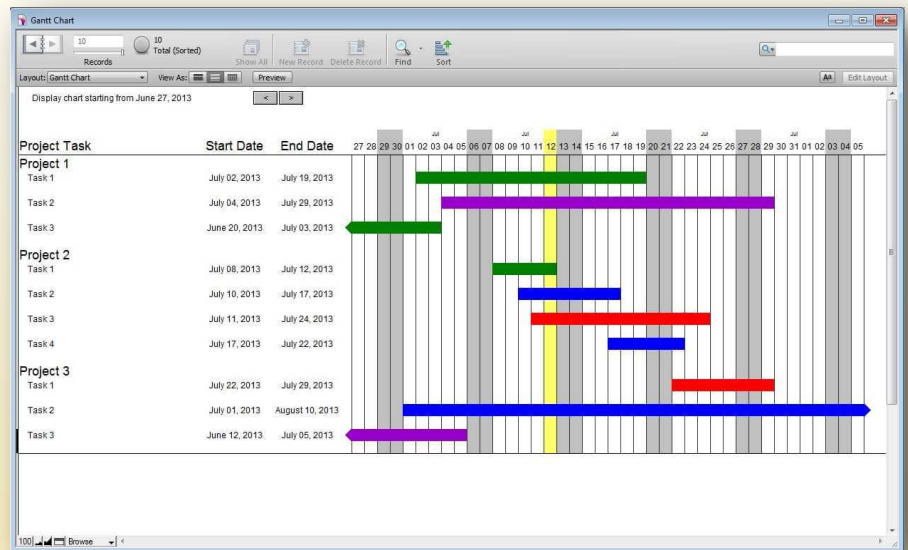 Gantt Chart
10
10
Total (Sorted)
Records
Show All
New Record
Delete Record
Find
Sort
Layout: Gantt Chart
View As:
Preview
Aa
Edit Layout
Display chart starting from June 27, 2013
< >
Jul Jul Jul Jul
Project Task Start Date End Date 27 28 29 30 01 02 03 04 05 06 07 08 09 10 11 12 13 14 15 16 17 18 19 20 21 22 23 24 25 26 27 28 29 30 31 01 02 03 04 05
Project 1
Task 1 July 02, 2013 July 19, 2013
Task 2 July 04, 2013 July 29, 2013
Task 3 June 20, 2013 July 03, 2013
Project 2
Task 1 July 08, 2013 July 12, 2013
Task 2 July 10, 2013 July 17, 2013
Task 3 July 11, 2013 July 24, 2013
Task 4 July 17, 2013 July 22, 2013
Project 3
Task 1 July 22, 2013 July 29, 2013
Task 2 July 01, 2013 August 10, 2013
Task 3 June 12, 2013 July 05, 2013
100 Browse